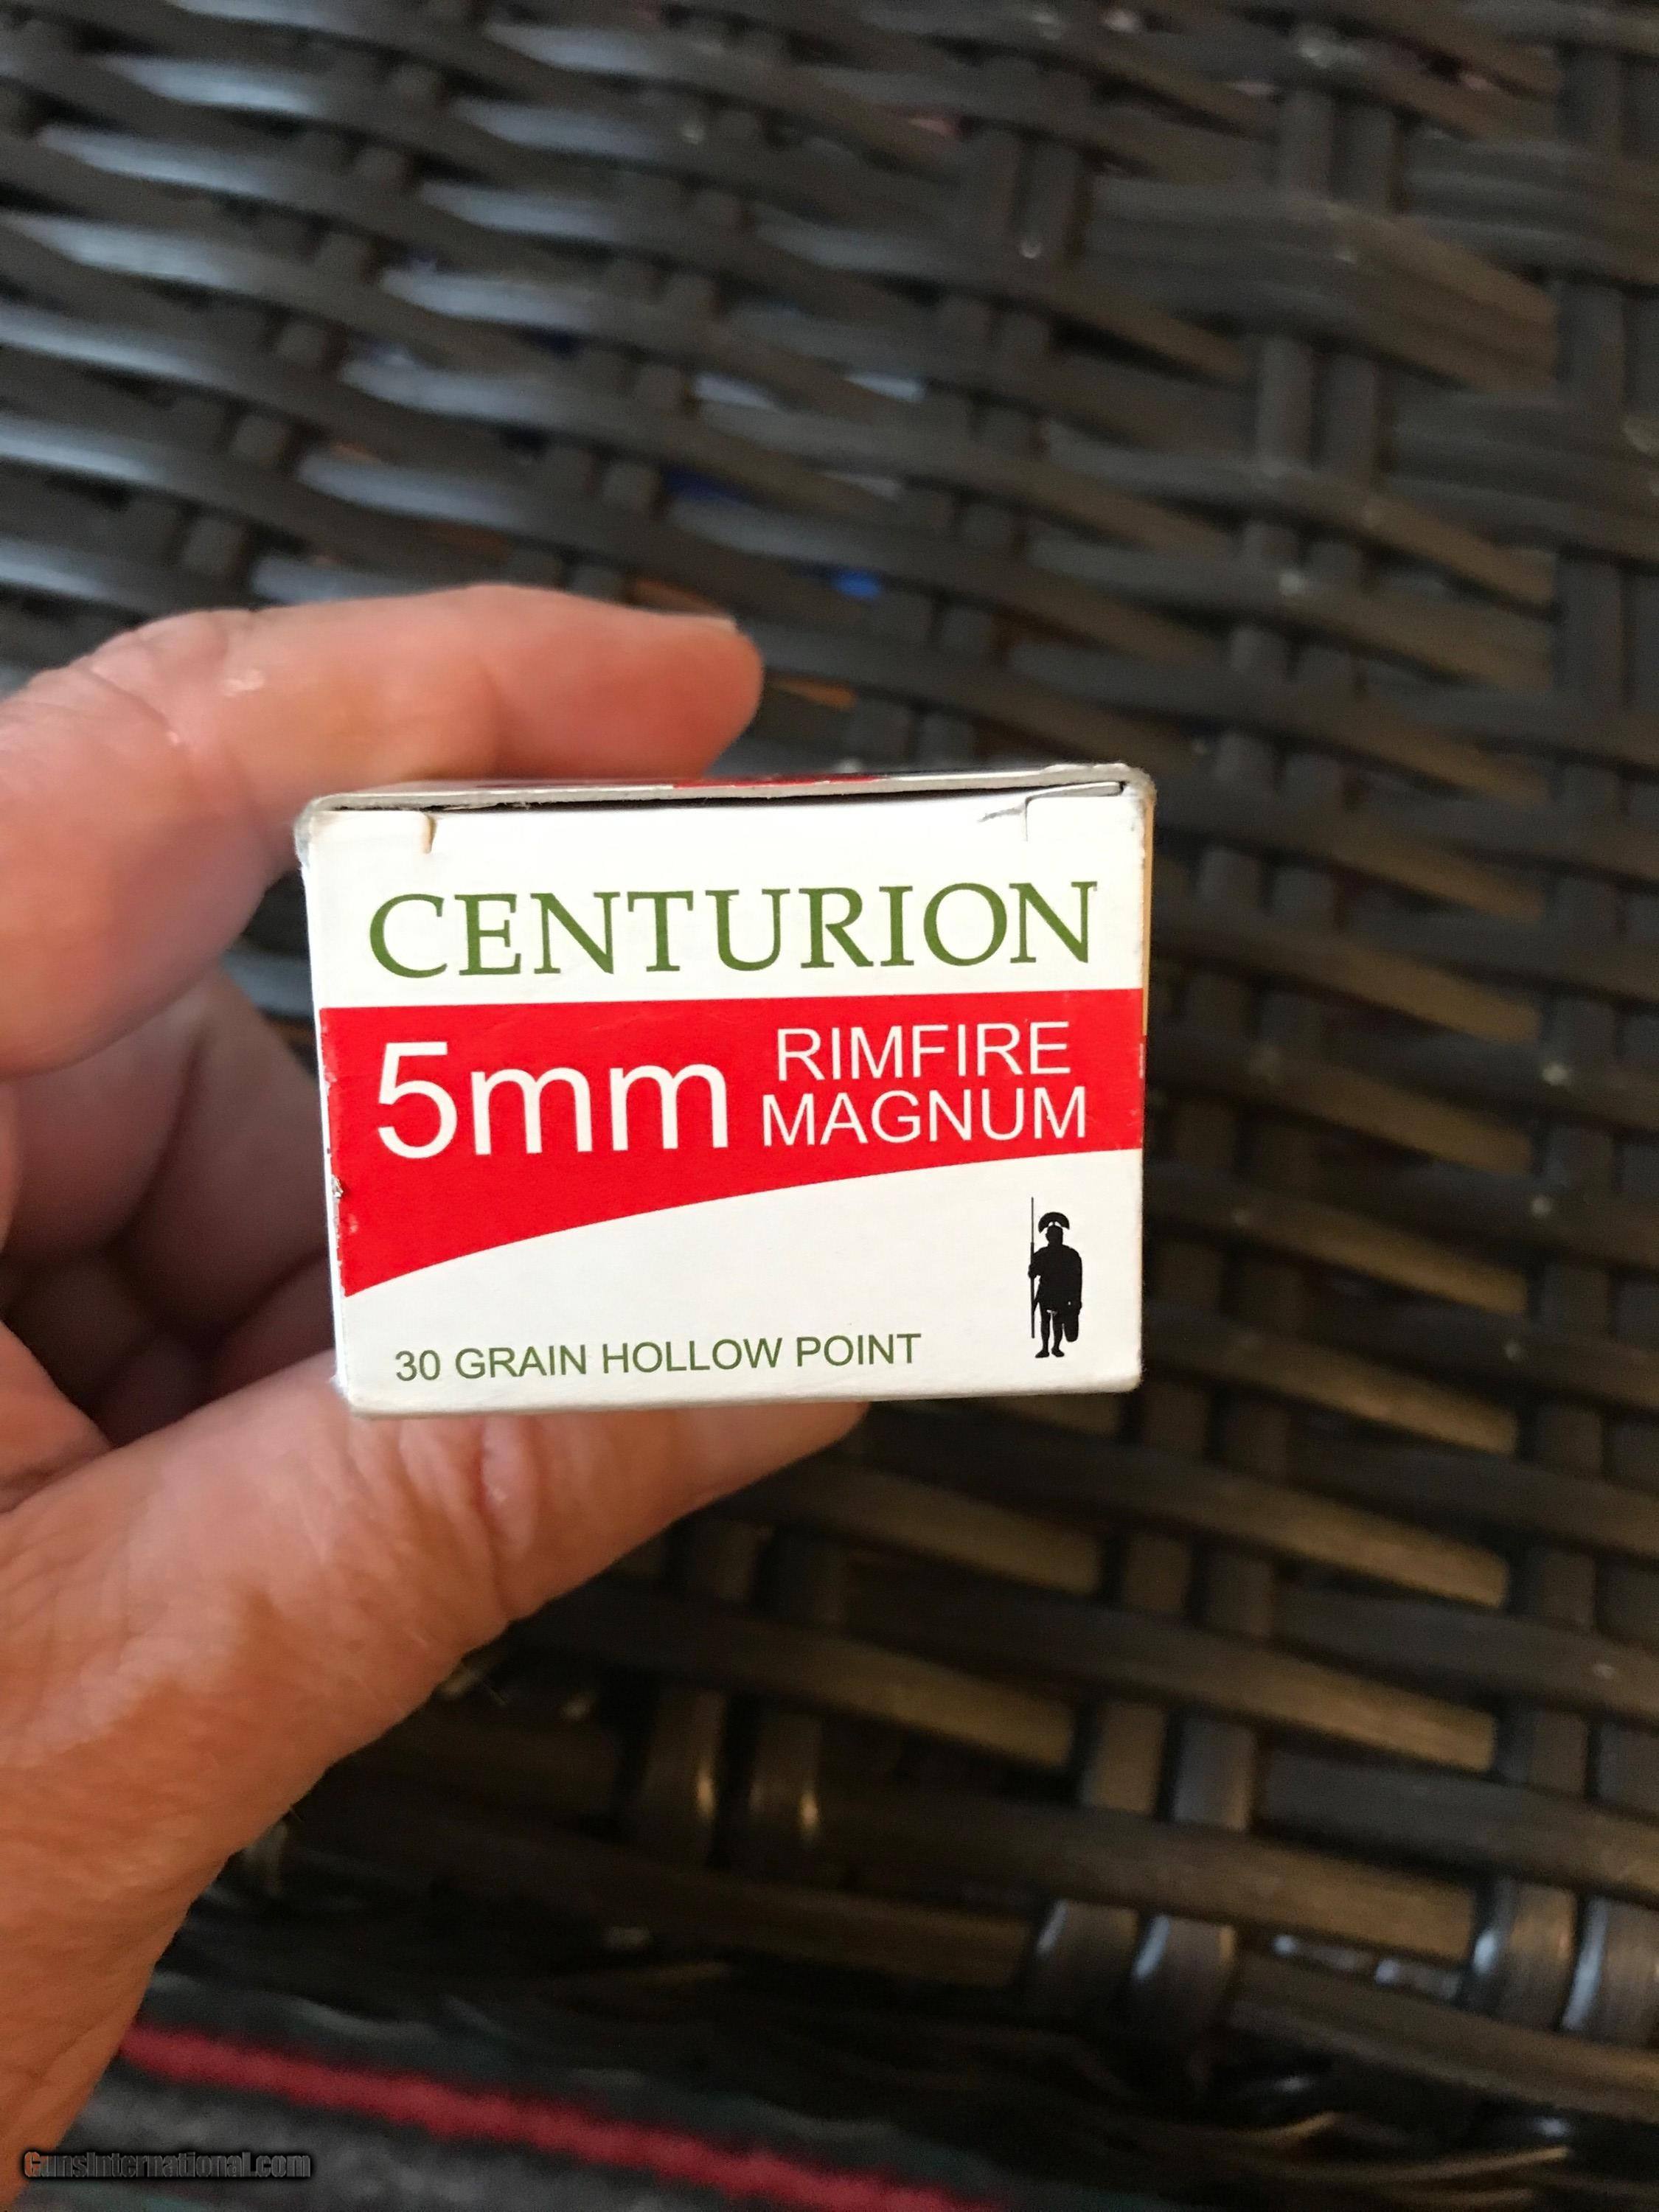 CENTURION
5mm RIMFIRE
MAGNUM
30 GRAIN HOLLOW POINT
GunsInternational.com